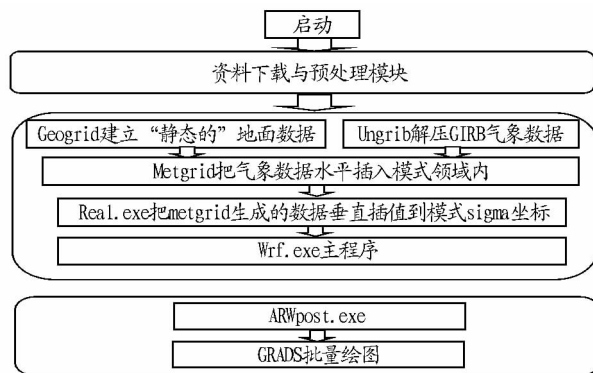 启动
资料下载与预处理模块
Geogrid建立“静态的”地面数据
Ungrib解压GIRB气象数据
Metgrid把气象数据水平插入模式领域内
Real.exe把metgrid生成的数据垂直插值到模式sigma坐标
Wrf.exe主程序
ARWpost.exe
GRADS批量绘图